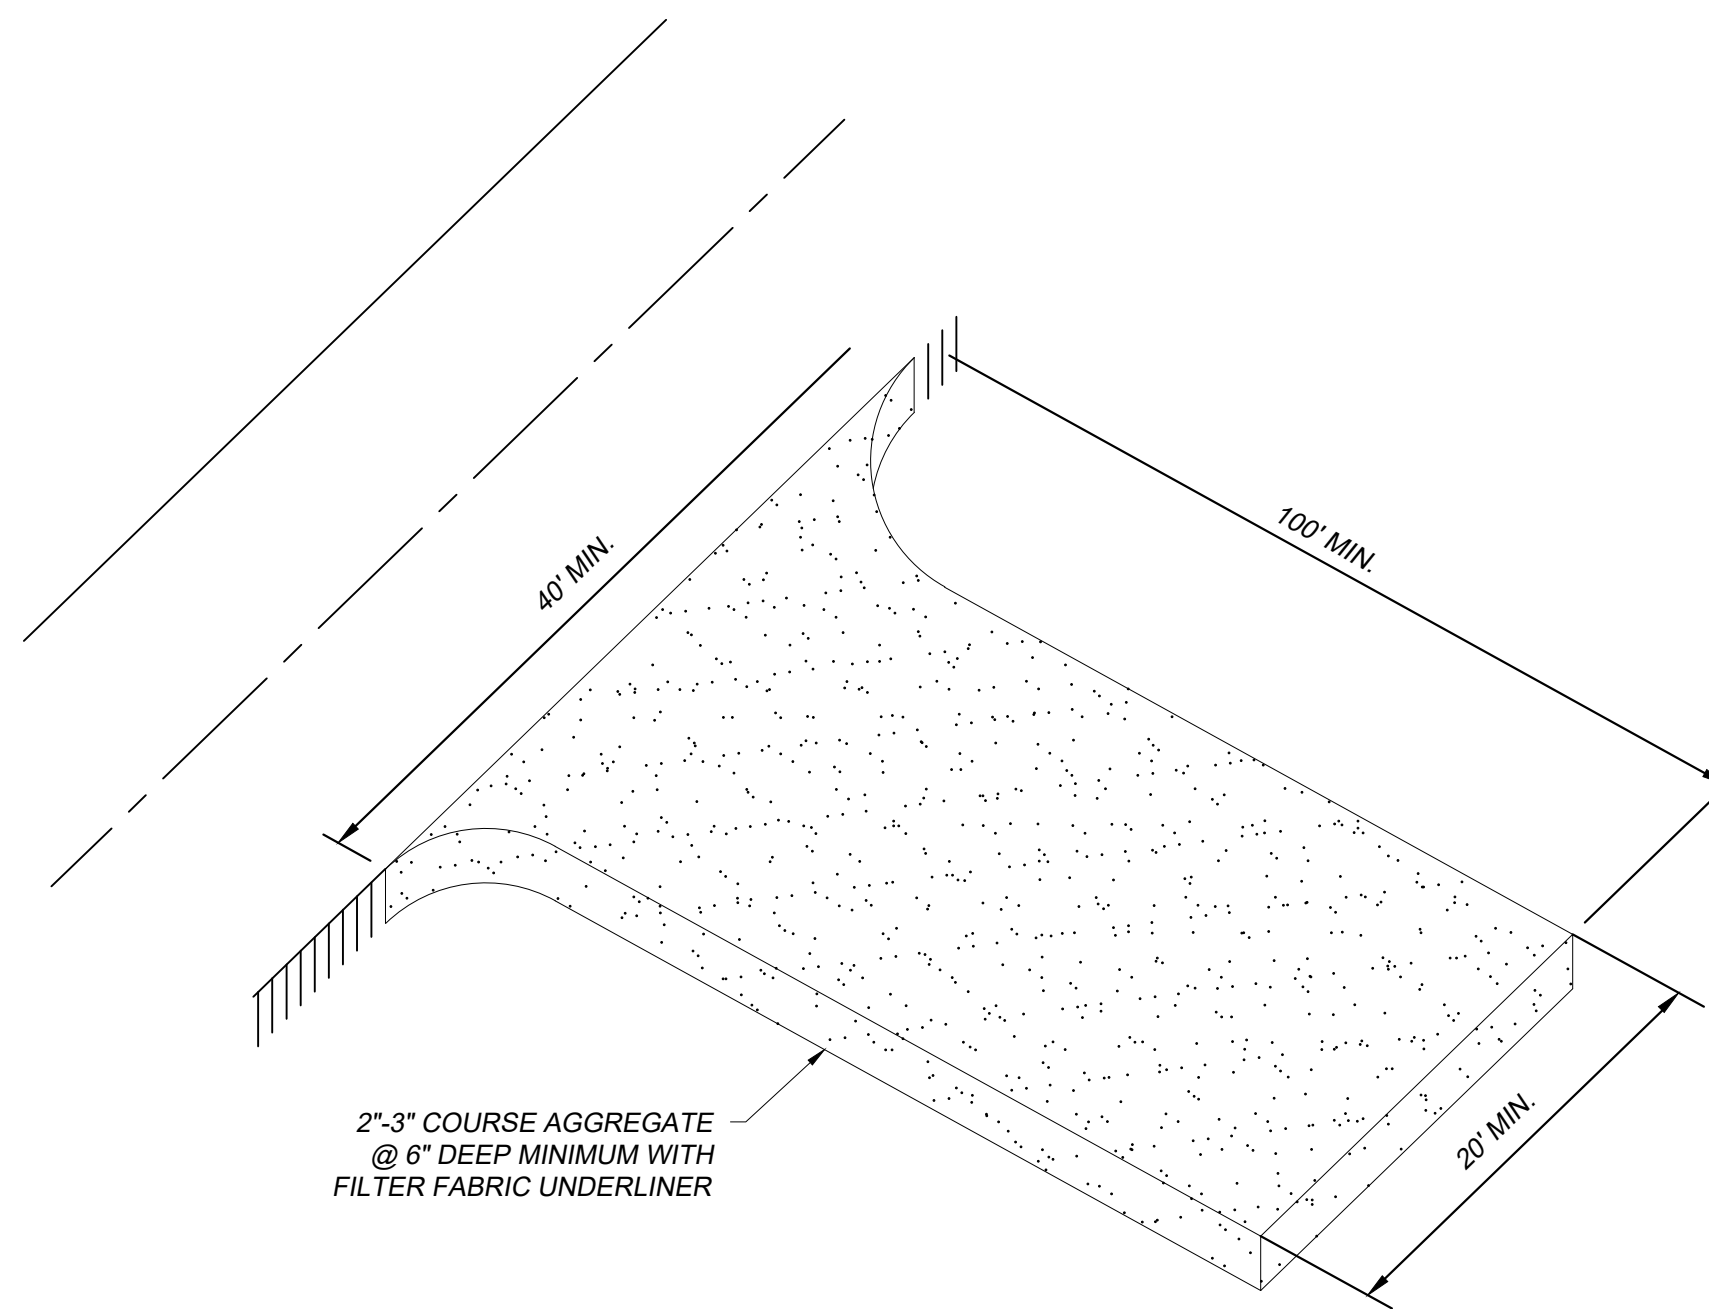 100' MIN.
40' MIN.
2"-3" COURSE AGGREGATE
@ 6" DEEP MINIMUM WITH
FILTER FABRIC UNDERLINER
20' MIN.